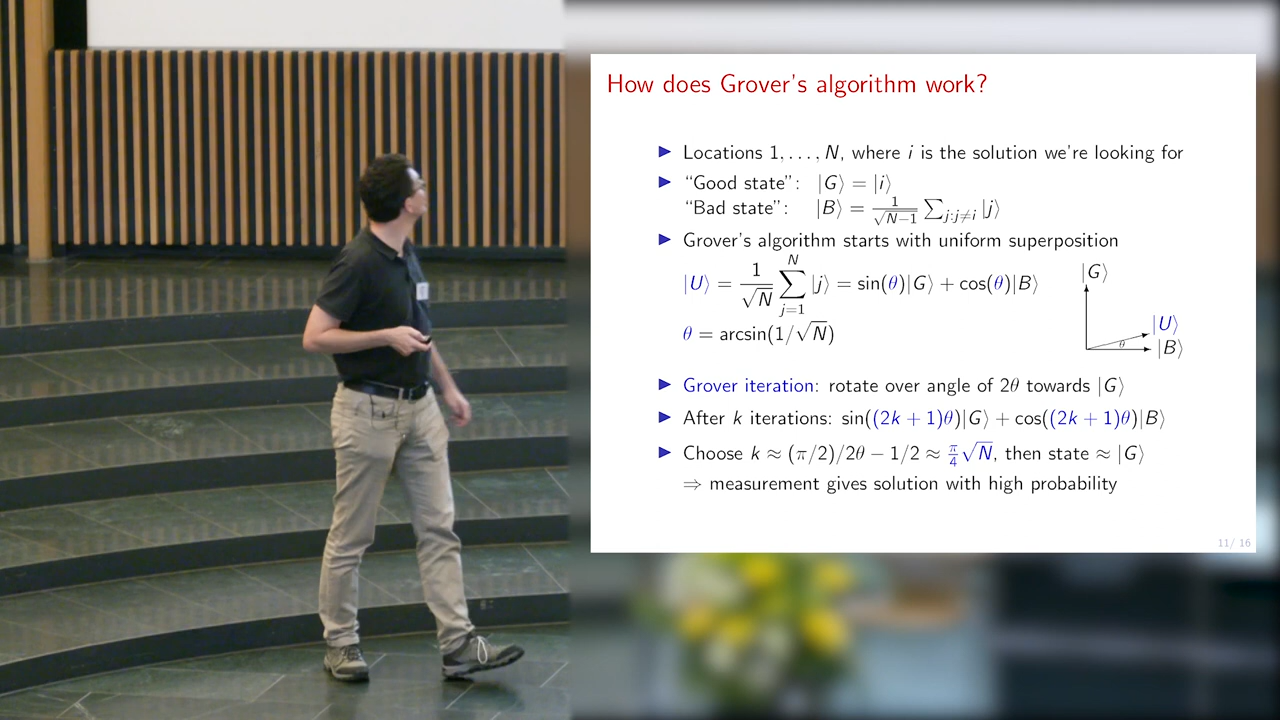 How does Grover's algorithm work?
▶ Locations 1, . . . , N, where i is the solution we're looking for
▶ “Good state”: |G⟩ = |i⟩
“Bad state”: |B⟩ = 1/√(N−1) ∑_{j:j≠i} |j⟩
▶ Grover's algorithm starts with uniform superposition
|U⟩ = 1/√N ∑_{j=1}^{N} |j⟩ = sin(θ)|G⟩ + cos(θ)|B⟩
θ = arcsin(1/√N)
|G⟩
|U⟩
θ
|B⟩
▶ Grover iteration: rotate over angle of 2θ towards |G⟩
▶ After k iterations: sin((2k + 1)θ)|G⟩ + cos((2k + 1)θ)|B⟩
▶ Choose k ≈ (π/2)/2θ − 1/2 ≈ π/4 √N, then state ≈ |G⟩
⇒ measurement gives solution with high probability
11/ 16